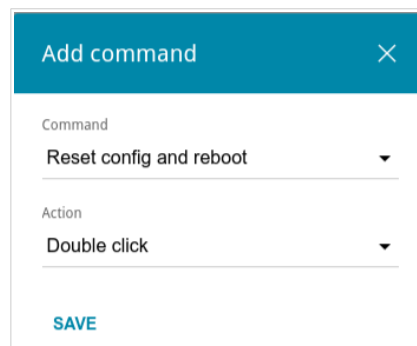 Add command
Command
Reset config and reboot
Action
Double click
SAVE